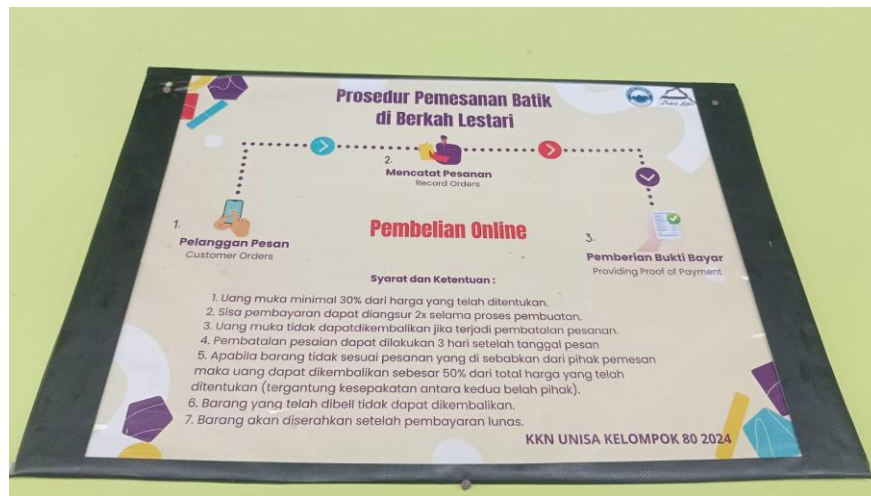 Prosedur Pemesanan Batik
di Berkah Lestari
2.
Mencatat Pesanan
Record Orders
1.
Pelanggan Pesan
Customer Orders
Pembelian Online
3.
Pemberian Bukti Bayar
Providing Proof of Payment
Syarat dan Ketentuan :
1. Uang muka minimal 30% dari harga yang telah ditentukan.
2. Sisa pembayaran dapat diangsur 2x selama proses pembuatan.
3. Uang muka tidak dapatdikembalikan jika terjadi pembatalan pesanan.
4. Pembatalan pesaian dapat dilakukan 3 hari setelah tanggal pesan
5. Apabila barang tidak sesuai pesanan yang di sebabkan dari pihak pemesan
maka uang dapat dikembalikan sebesar 50% dari total harga yang telah
ditentukan (tergantung kesepakatan antara kedua belah pihak).
6. Barang yang telah dibell tidak dapat dikembalikan.
7. Barang akan diserahkan setelah pembayaran lunas.
KKN UNISA KELOMPOK 80 2024